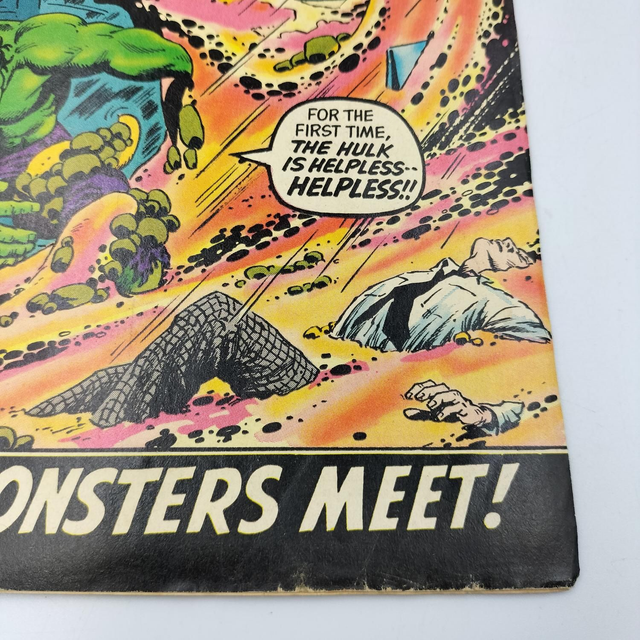 FOR THE
FIRST TIME,
THE HULK
IS HELPLESS--
HELPLESS!!
ONSTERS MEET!